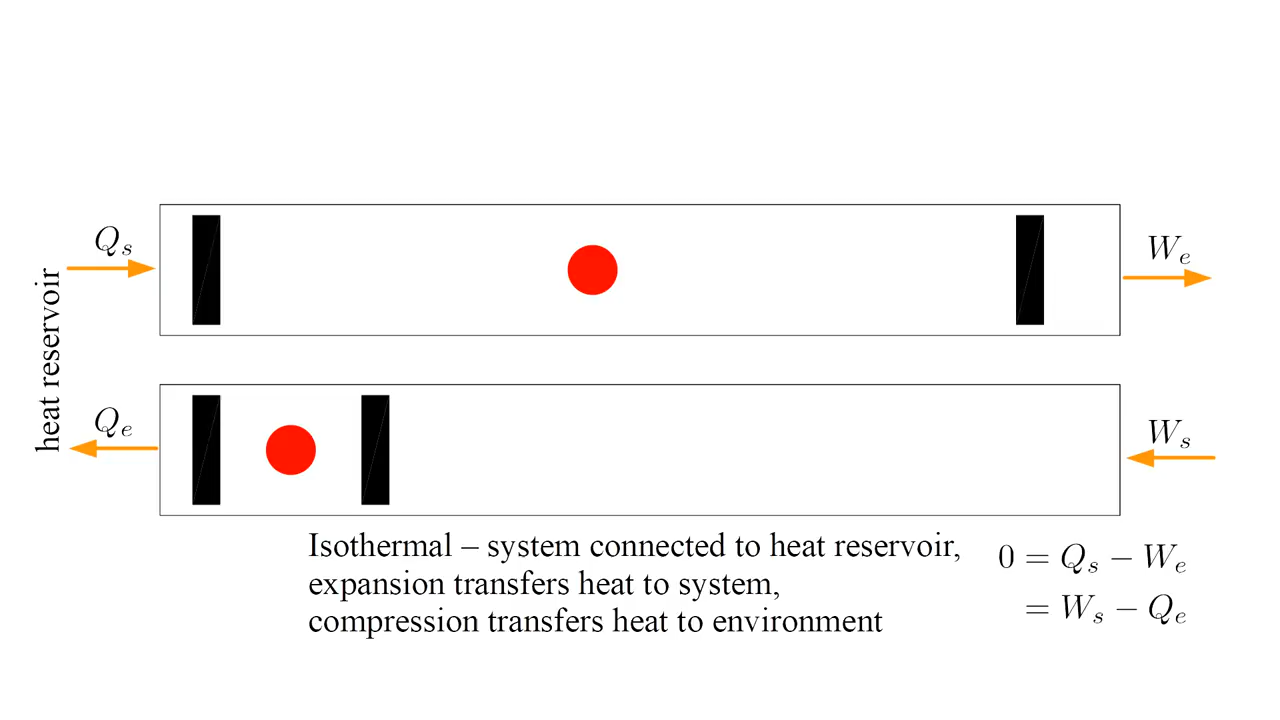 Q_s
W_e
heat reservoir
Q_e
W_s
Isothermal – system connected to heat reservoir,
expansion transfers heat to system,
compression transfers heat to environment
0 = Q_s − W_e
= W_s − Q_e